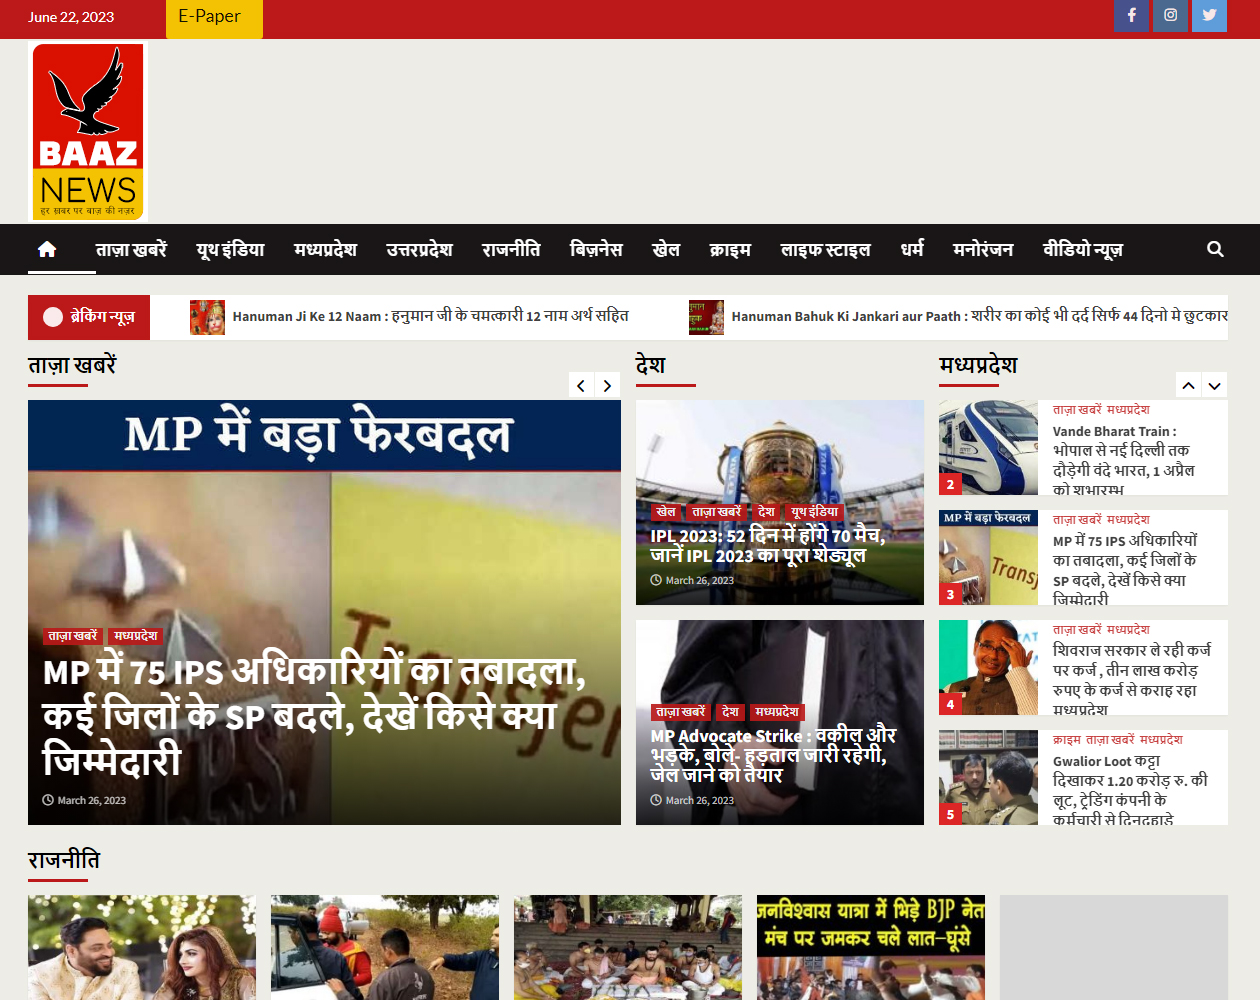 June 22, 2023
E-Paper
BAAZ
NEWS
हर ख़बर पर बाज़ की नज़र
ताज़ा खबरें यूथ इंडिया मध्यप्रदेश उत्तरप्रदेश राजनीति बिज़नेस खेल क्राइम लाइफ स्टाइल धर्म मनोरंजन वीडियो न्यूज़
ब्रेकिंग न्यूज़
Hanuman Ji Ke 12 Naam : हनुमान जी के चमत्कारी 12 नाम अर्थ सहित
Hanuman Bahuk Ki Jankari aur Paath : शरीर का कोई भी दर्द सिर्फ 44 दिनो मे छुटकार
ताज़ा खबरें
MP में बड़ा फेरबदल
Transfer
ताज़ा खबरें मध्यप्रदेश
MP में 75 IPS अधिकारियों का तबादला,
कई जिलों के SP बदले, देखें किसे क्या
जिम्मेदारी
March 26, 2023
देश
खेल ताज़ा खबरें देश यूथ इंडिया
IPL 2023: 52 दिन में होंगे 70 मैच,
जानें IPL 2023 का पूरा शेड्यूल
March 26, 2023
ताज़ा खबरें देश मध्यप्रदेश
MP Advocate Strike : वकील और
भड़के, बोले- हड़ताल जारी रहेगी,
जेल जाने को तैयार
March 26, 2023
मध्यप्रदेश
2
ताज़ा खबरें मध्यप्रदेश
Vande Bharat Train :
भोपाल से नई दिल्ली तक
दौड़ेगी वंदे भारत, 1 अप्रैल
को शुभारम्भ
MP में बड़ा फेरबदल
Transf
3
ताज़ा खबरें मध्यप्रदेश
MP में 75 IPS अधिकारियों
का तबादला, कई जिलों के
SP बदले, देखें किसे क्या
जिम्मेदारी
4
ताज़ा खबरें मध्यप्रदेश
शिवराज सरकार ले रही कर्ज
पर कर्ज , तीन लाख करोड़
रुपए के कर्ज से कराह रहा
मध्यप्रदेश
5
क्राइम ताज़ा खबरें मध्यप्रदेश
Gwalior Loot कट्टा
दिखाकर 1.20 करोड़ रु. की
लूट, ट्रेडिंग कंपनी के
कर्मचारी से दिनदहाड़े
राजनीति
जनविश्वास यात्रा में भिड़े BJP नेत
मंच पर जमकर चले लात-घूंसे